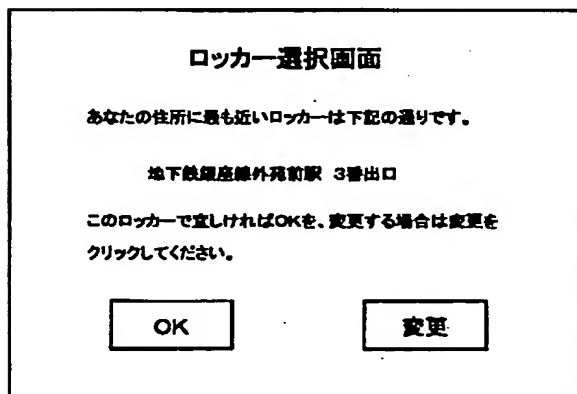 ロッカー選択画面
あなたの住所に最も近いロッカーは下記の通りです。
地下鉄銀座線外苑前駅 3番出口
このロッカーで宜しければOKを、変更する場合は変更を
クリックしてください。
OK 変更